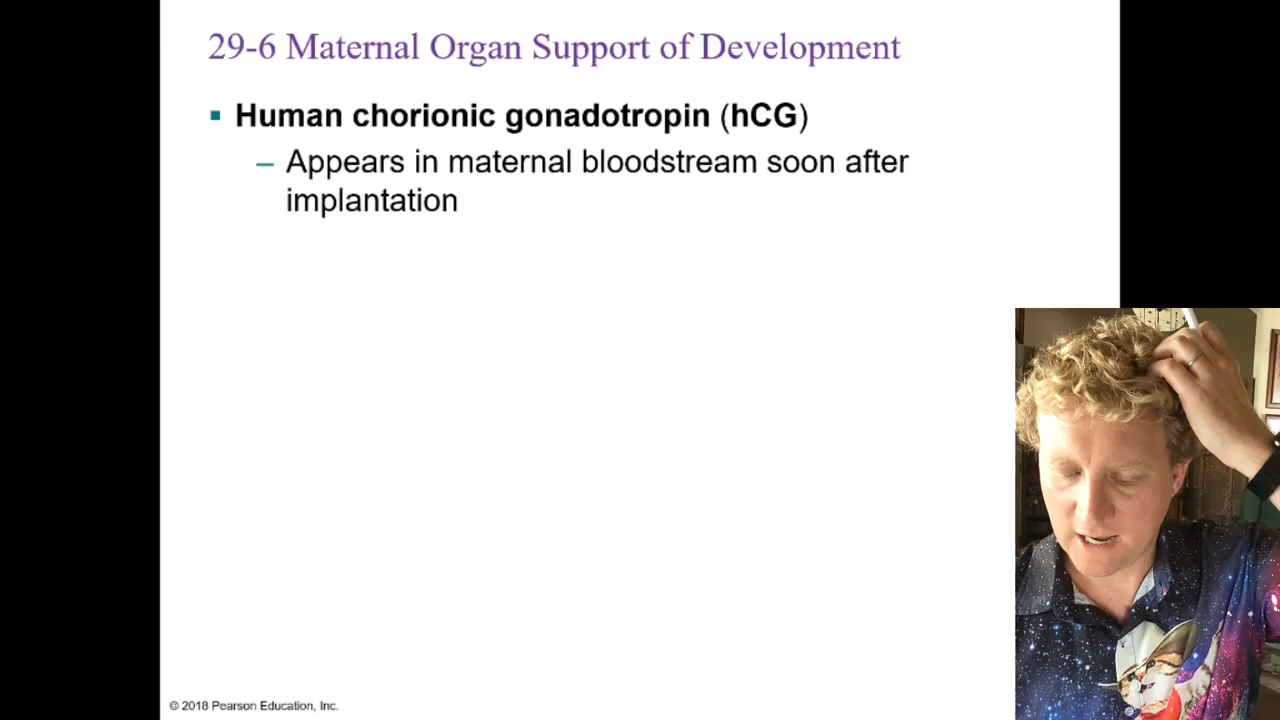 29-6 Maternal Organ Support of Development
▪ Human chorionic gonadotropin (hCG)
– Appears in maternal bloodstream soon after
implantation
© 2018 Pearson Education, Inc.